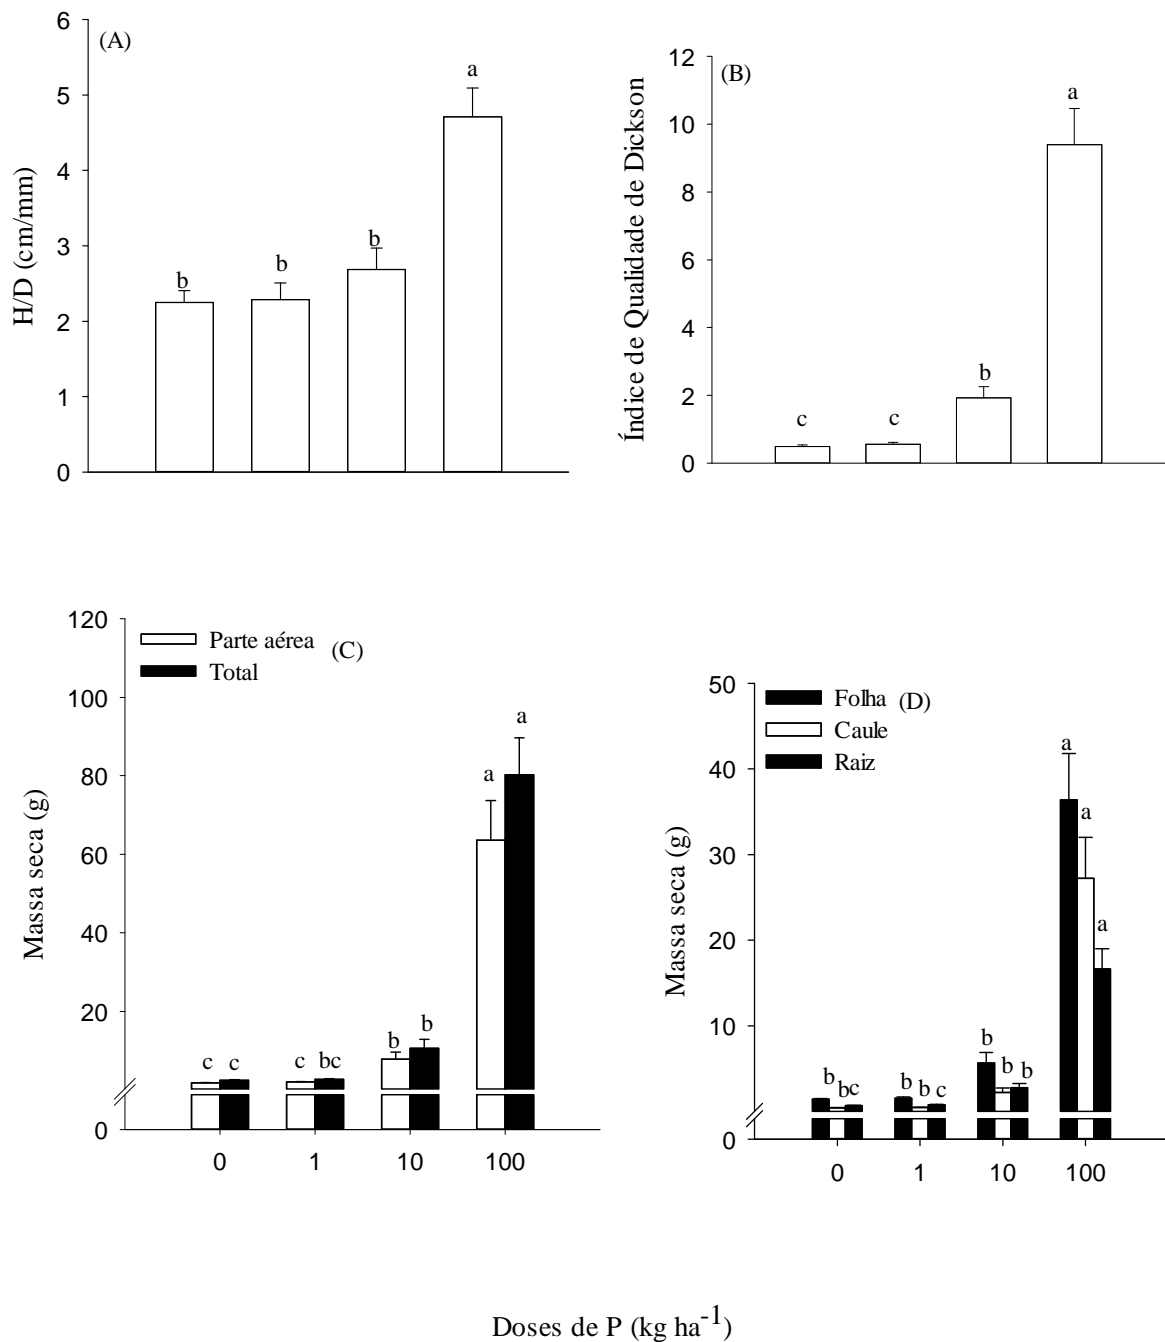 (A)
H/D (cm/mm)
6
5
4
3
2
1
0
b
b
b
a
(B)
Índice de Qualidade de Dickson
12
10
8
6
4
2
0
c
c
b
a
(C)
Massa seca (g)
Parte aérea
Total
120
100
80
60
40
20
0
c c
c bc
b b
a a
0 1 10 100
(D)
Massa seca (g)
Folha
Caule
Raiz
50
40
30
20
10
0
b bc
b b c
b b b
a a a
0 1 10 100
Doses de P (kg ha⁻¹)